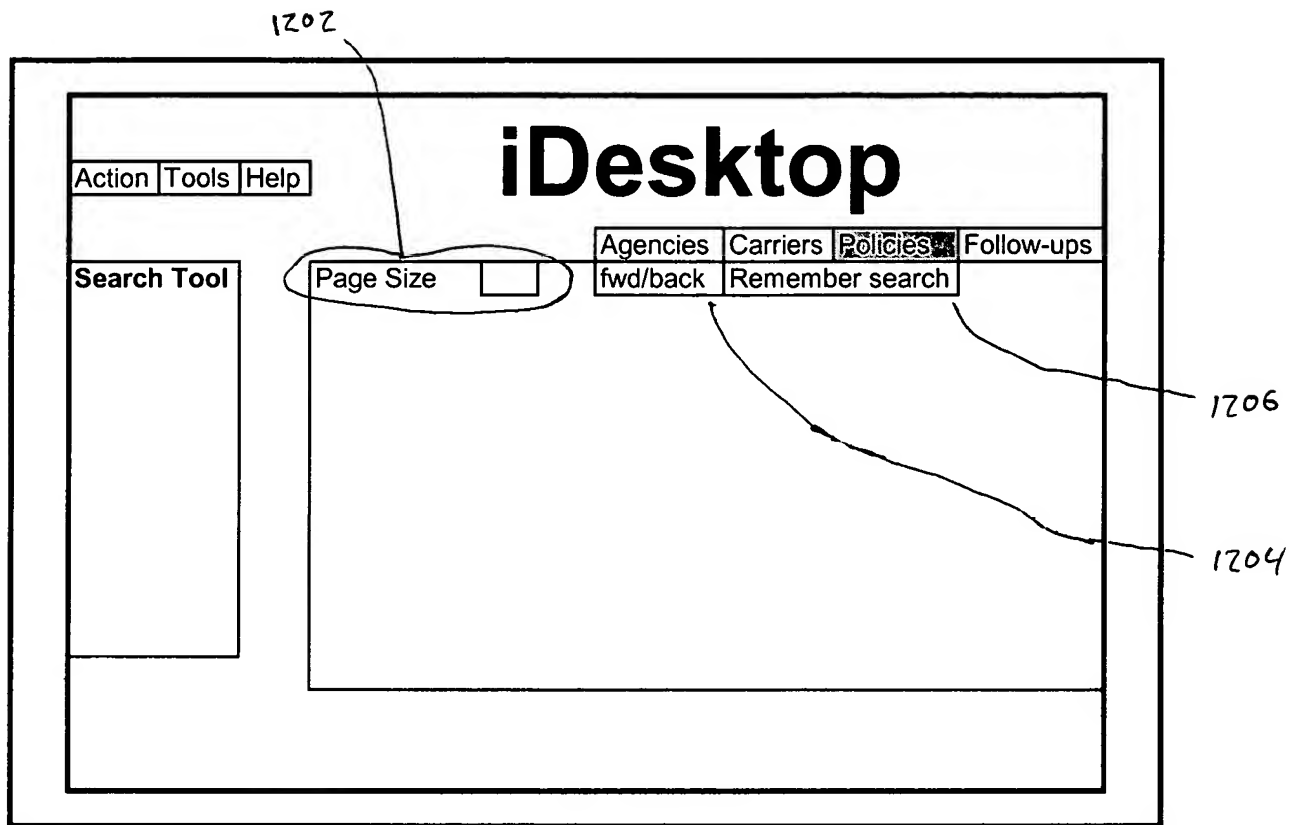 1202
iDesktop
Action Tools Help
Agencies Carriers Policies Follow-ups
Search Tool Page Size fwd/back Remember search
1206
1204